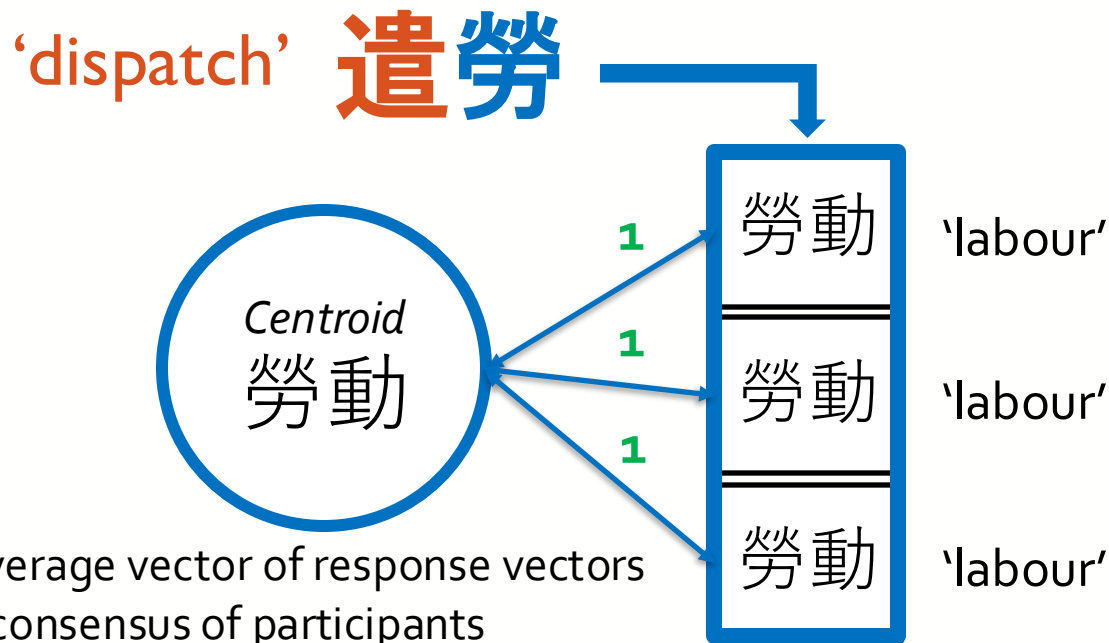 ‘dispatch’ 遣勞
1 勞動 ‘labour’
Centroid
勞動
1 勞動 ‘labour’
1 勞動 ‘labour’
verage vector of response vectors
consensus of participants